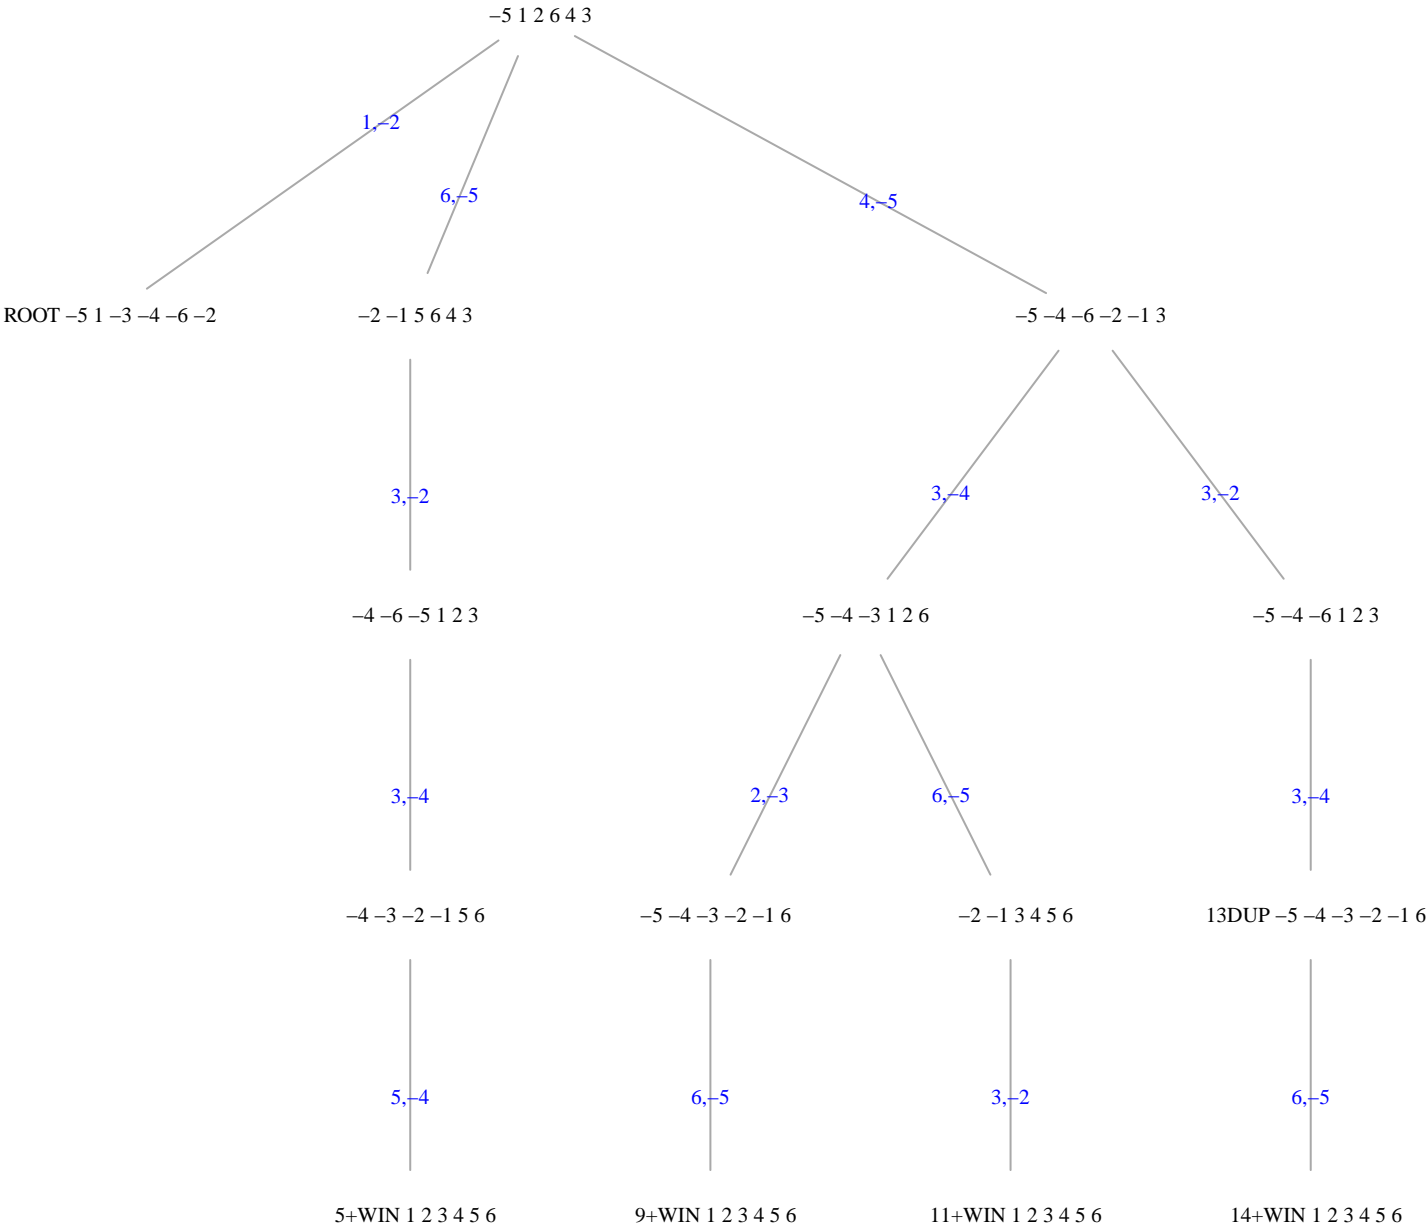 –5 1 2 6 4 3
1,–2
6,–5
4,–5
ROOT –5 1 –3 –4 –6 –2
–2 –1 5 6 4 3
–5 –4 –6 –2 –1 3
3,–2
3,–4
3,–2
–4 –6 –5 1 2 3
–5 –4 –3 1 2 6
–5 –4 –6 1 2 3
3,–4
2,–3
6,–5
3,–4
–4 –3 –2 –1 5 6
–5 –4 –3 –2 –1 6
–2 –1 3 4 5 6
13DUP –5 –4 –3 –2 –1 6
5,–4
6,–5
3,–2
6,–5
5+WIN 1 2 3 4 5 6
9+WIN 1 2 3 4 5 6
11+WIN 1 2 3 4 5 6
14+WIN 1 2 3 4 5 6